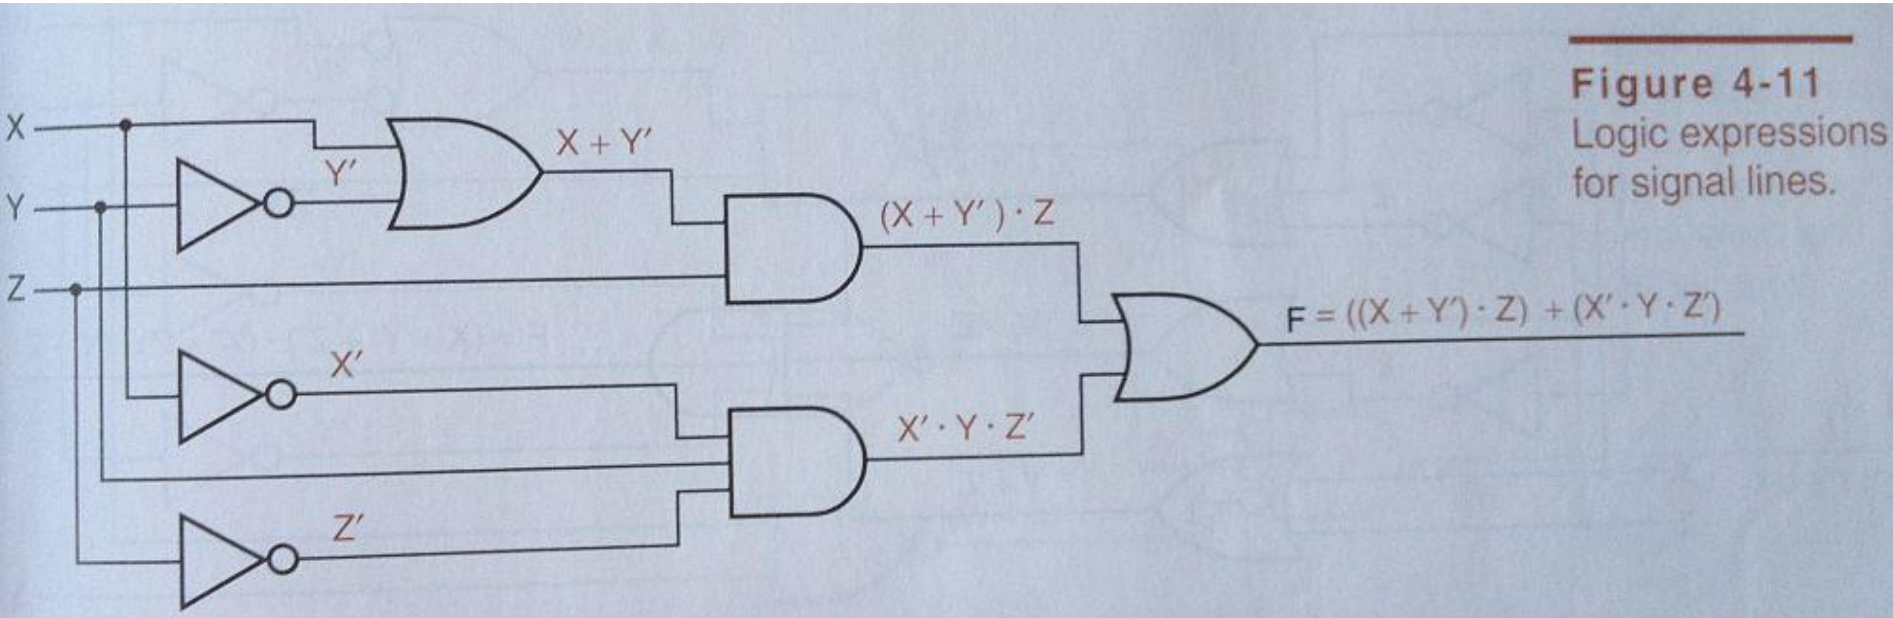 Figure 4-11
Logic expressions
for signal lines.
X
Y
Z
Y′
X + Y′
(X + Y′) · Z
X′
X′ · Y · Z′
Z′
F = ((X + Y′) · Z) + (X′ · Y · Z′)